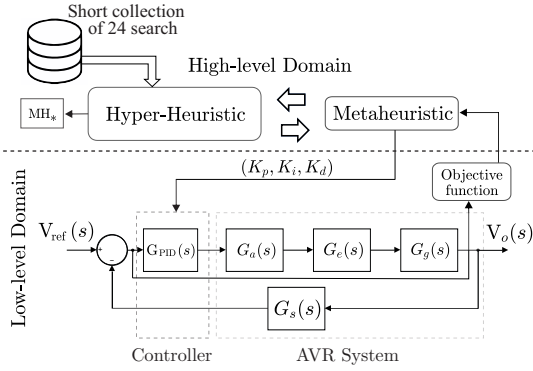 Short collection
of 24 search
High-level Domain
MH*
Hyper-Heuristic
Metaheuristic
(Kp, Ki, Kd)
Objective
function
Low-level Domain
Vref(s)
+
-
GPID(s)
Ga(s)
Ge(s)
Gg(s)
Vo(s)
Gs(s)
Controller
AVR System